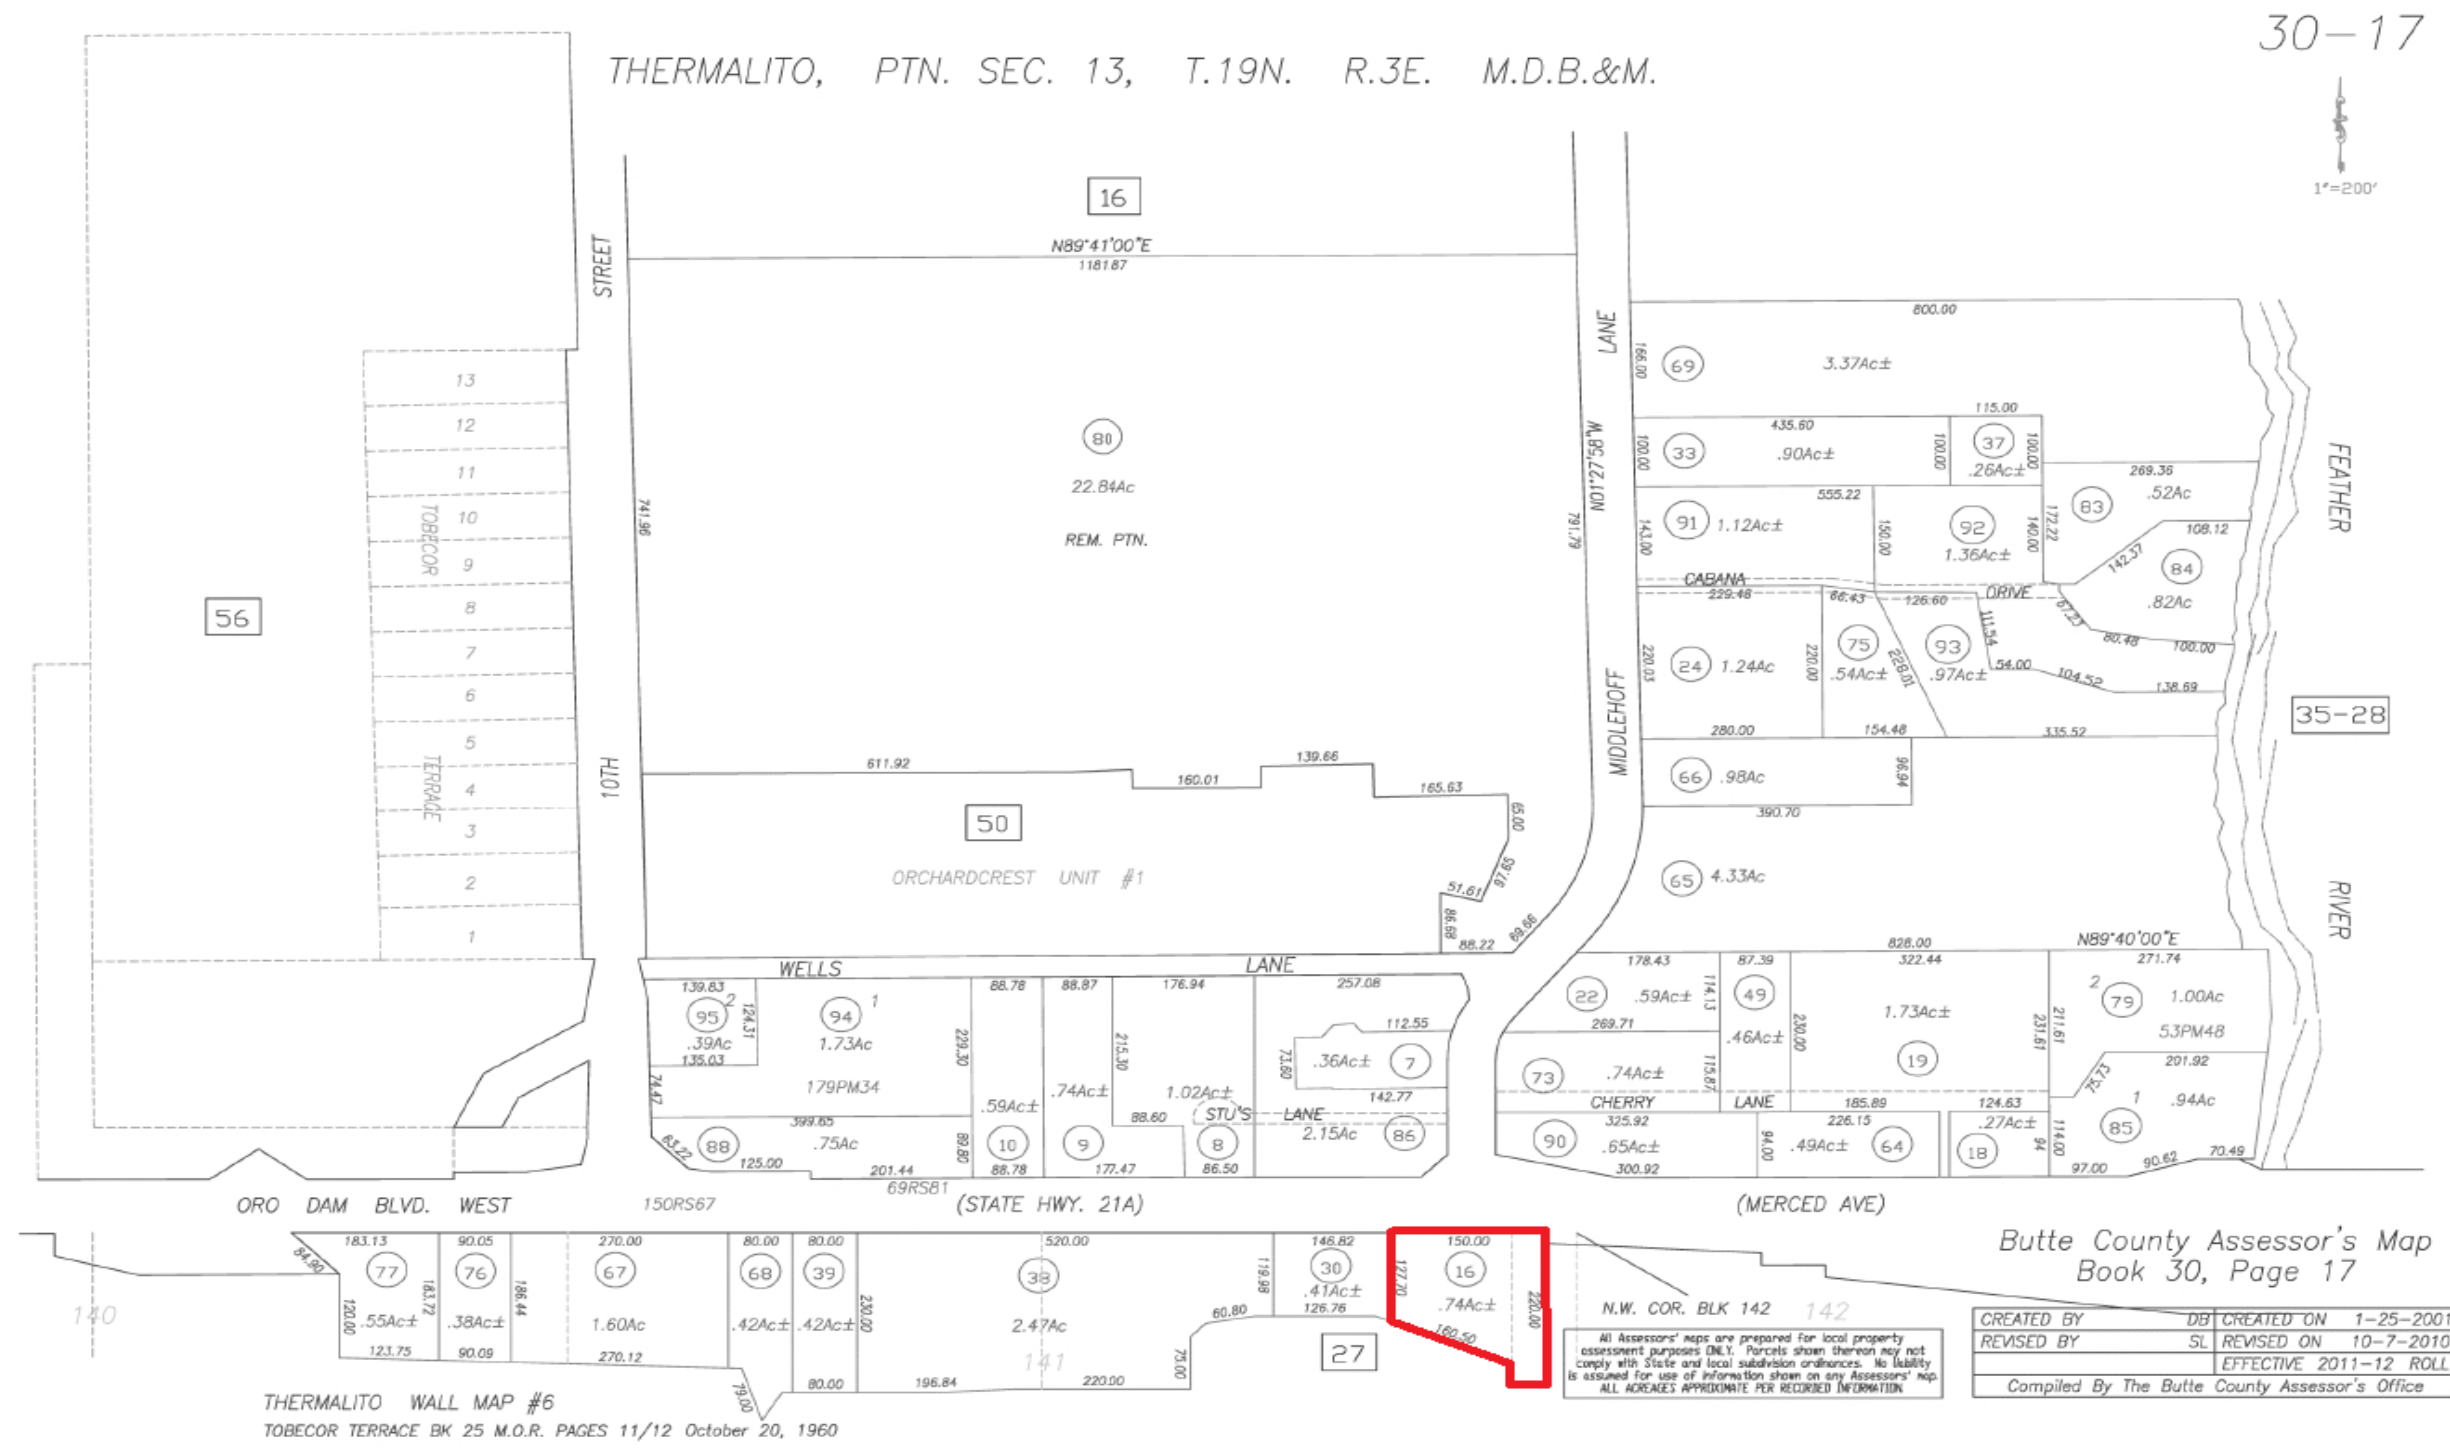 30-17
THERMALITO, PTN. SEC. 13, T.19N. R.3E. M.D.B.&M.
1"=200'
16
N89°41'00"E
1181.87
STREET
LANE
800.00
166.00
69
3.37Ac±
13
12
11
10
9
8
7
6
5
4
3
2
1
TOBECOR
TERRACE
56
80
22.84Ac
REM. PTN.
741.96
791.79
N01°27'58"W
115.00
435.60
100.00
33
.90Ac±
100.00
37
.26Ac±
100.00
269.36
.52Ac
83
FEATHER
555.22
143.00
91
1.12Ac±
150.00
92
1.36Ac±
140.00
172.22
108.12
142.37
84
.82Ac
CABANA
DRIVE
229.48
66.43
126.60
67.23
80.48
100.00
111.54
220.03
24
1.24Ac
220.00
75
.54Ac±
228.01
93
.97Ac±
54.00
104.52
138.69
35-28
MIDDLEHOFF
280.00
154.48
335.52
10TH
611.92
160.01
139.66
165.63
65.00
66
.98Ac
96.94
390.70
50
ORCHARDCREST UNIT #1
97.65
51.61
86.68
88.22
69.66
65
4.33Ac
RIVER
WELLS
LANE
826.00
N89°40'00"E
178.43
87.39
322.44
271.74
139.83
88.78
88.87
176.94
257.08
95
2
.39Ac
124.31
135.03
94
1
1.73Ac
229.30
179PM34
74.47
399.65
215.30
112.55
73.60
.36Ac±
7
142.77
22
.59Ac±
114.13
49
.46Ac±
230.00
1.73Ac±
19
231.61
211.61
2
79
1.00Ac
53PM48
269.71
73
.74Ac±
115.87
201.92
75.73
1
.94Ac
85
.59Ac±
.74Ac±
1.02Ac±
88.60
STU'S LANE
2.15Ac
86
CHERRY LANE
185.89
124.63
325.92
226.15
.27Ac±
63.22
88
.75Ac
89.80
10
9
8
90
.65Ac±
94.00
.49Ac±
64
18
94
114.00
125.00
201.44
88.78
177.47
86.50
300.92
97.00
90.62
70.49
69RS81
ORO DAM BLVD. WEST
150RS67
(STATE HWY. 21A)
(MERCED AVE)
183.13
90.05
270.00
80.00
80.00
520.00
146.82
150.00
84.90
77
76
67
68
39
38
30
16
120.00
.55Ac±
183.72
.38Ac±
186.44
1.60Ac
.42Ac±
.42Ac±
230.00
2.47Ac
119.98
.41Ac±
127.70
.74Ac±
220.00
60.80
126.76
160.50
140
141
142
27
N.W. COR. BLK 142
123.75
90.09
270.12
79.00
80.00
196.84
220.00
75.00
THERMALITO WALL MAP #6
TOBECOR TERRACE BK 25 M.O.R. PAGES 11/12 October 20, 1960
All Assessors' maps are prepared for local property
assessment purposes ONLY. Parcels shown thereon may not
comply with State and local subdivision ordinances. No liability
is assumed for use of information shown on any Assessors' map.
ALL ACREAGES APPROXIMATE PER RECORDED INFORMATION
Butte County Assessor's Map
Book 30, Page 17
CREATED BY DB CREATED ON 1-25-2001
REVISED BY SL REVISED ON 10-7-2010
EFFECTIVE 2011-12 ROLL
Compiled By The Butte County Assessor's Office